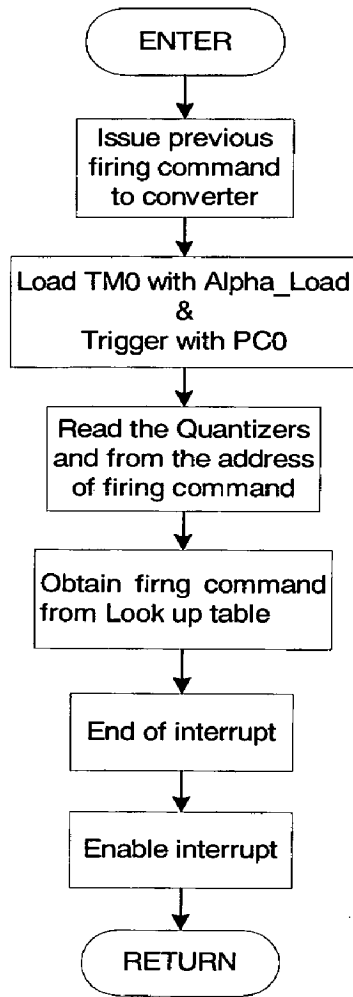 ENTER
Issue previous
firing command
to converter
Load TM0 with Alpha_Load
&
Trigger with PC0
Read the Quantizers
and from the address
of firing command
Obtain firng command
from Look up table
End of interrupt
Enable interrupt
RETURN